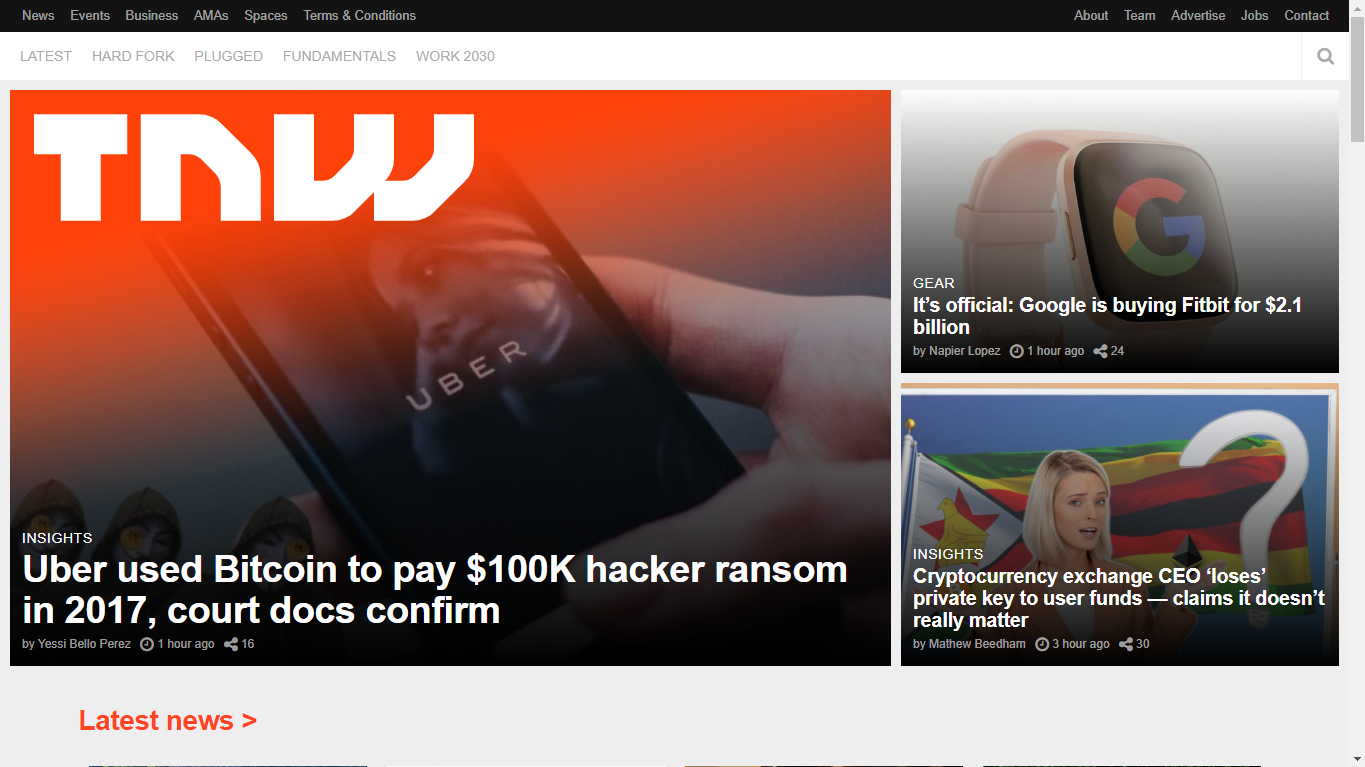 News Events Business AMAs Spaces Terms & Conditions About Team Advertise Jobs Contact
LATEST HARD FORK PLUGGED FUNDAMENTALS WORK 2030
TNW
UBER
INSIGHTS
Uber used Bitcoin to pay $100K hacker ransom
in 2017, court docs confirm
by Yessi Bello Perez 1 hour ago 16
G
GEAR
It’s official: Google is buying Fitbit for $2.1
billion
by Napier Lopez 1 hour ago 24
INSIGHTS
Cryptocurrency exchange CEO ‘loses’
private key to user funds — claims it doesn’t
really matter
by Mathew Beedham 3 hour ago 30
Latest news >